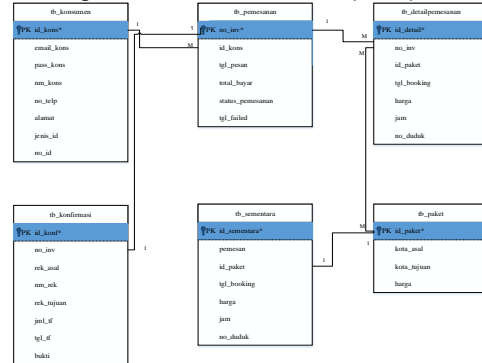 tb_konsumen
PK id_kons*
email_kons
pass_kons
nm_kons
no_telp
alamat
jenis_id
no_id
tb_pemesanan
PK no_inv*
id_kons
tgl_pesan
total_bayar
status_pemesanan
tgl_failed
tb_detailpemesanan
PK id_detail*
no_inv
id_paket
tgl_booking
harga
jam
no_duduk
1
1
M
1
M
M
tb_konfirmasi
PK id_konf*
no_inv
rek_asal
nm_rek
rek_tujuan
jml_tf
tgl_tf
bukti
1
tb_sementara
PK id_sementara*
pemesan
id_paket
tgl_booking
harga
jam
no_duduk
1
M
1
tb_paket
PK id_paket*
kota_asal
kota_tujuan
harga